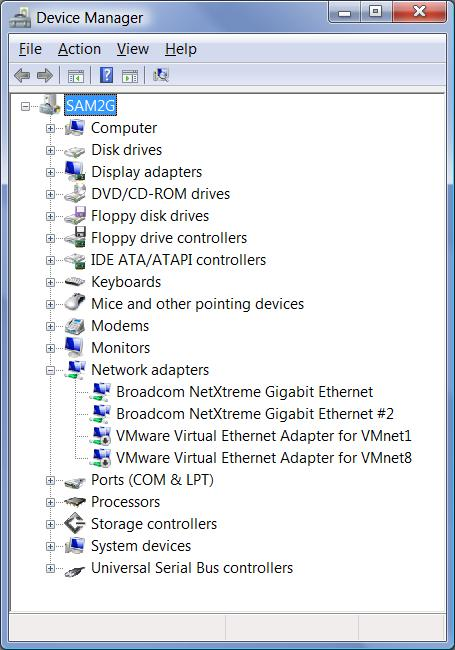 Device Manager
File Action View Help
SAM2G
Computer
Disk drives
Display adapters
DVD/CD-ROM drives
Floppy disk drives
Floppy drive controllers
IDE ATA/ATAPI controllers
Keyboards
Mice and other pointing devices
Modems
Monitors
Network adapters
Broadcom NetXtreme Gigabit Ethernet
Broadcom NetXtreme Gigabit Ethernet #2
VMware Virtual Ethernet Adapter for VMnet1
VMware Virtual Ethernet Adapter for VMnet8
Ports (COM & LPT)
Processors
Storage controllers
System devices
Universal Serial Bus controllers